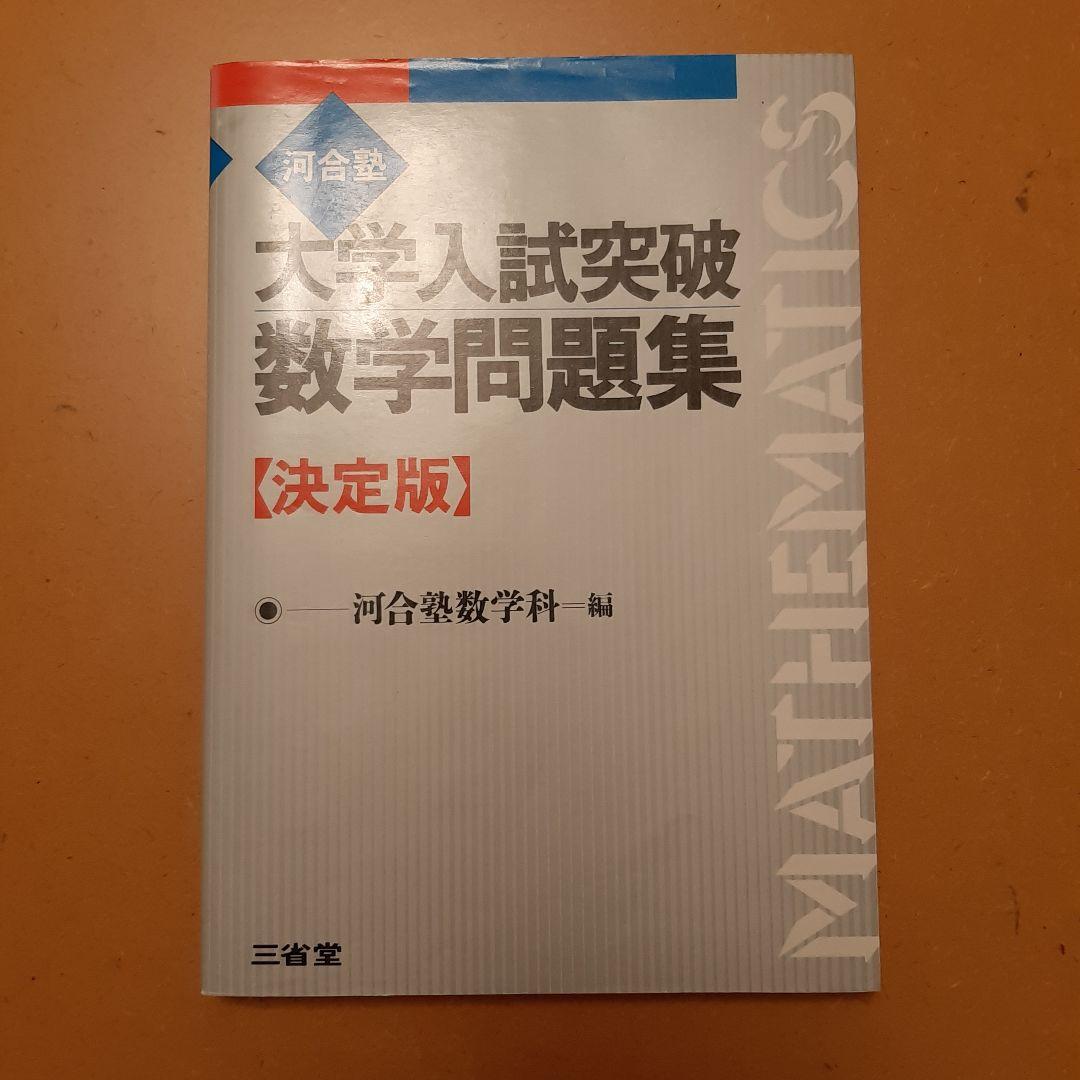 河合塾
大学入試突破
数学問題集
【決定版】
河合塾数学科=編
三省堂
MATHEMATICS